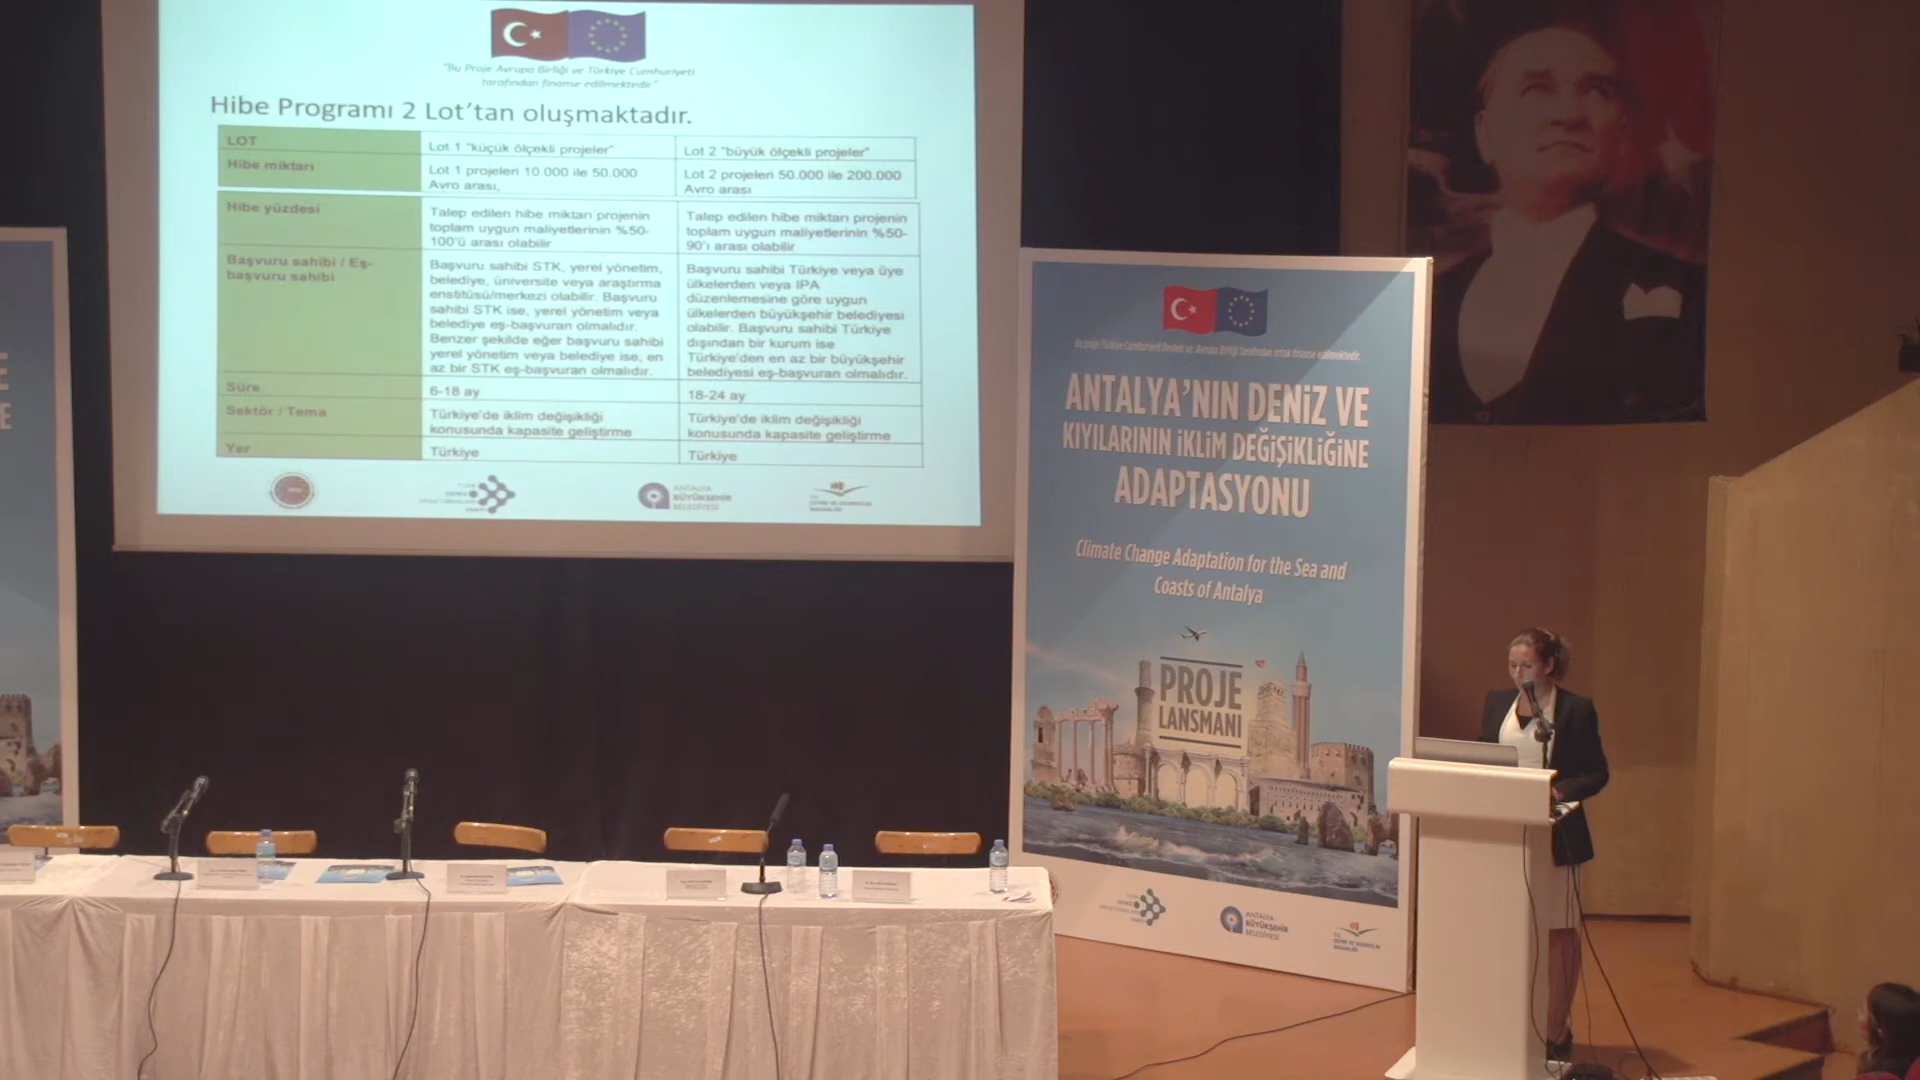 "Bu Proje Avrupa Birliği ve Türkiye Cumhuriyeti
tarafından finanse edilmektedir"
Hibe Programı 2 Lot'tan oluşmaktadır.
LOT
Lot 1 "küçük ölçekli projeler"
Lot 2 "büyük ölçekli projeler"
Hibe miktarı
Lot 1 projeleri 10.000 ile 50.000
Avro arası,
Lot 2 projeleri 50.000 ile 200.000
Avro arası
Hibe yüzdesi
Talep edilen hibe miktarı projenin
toplam uygun maliyetlerinin %50-
100'ü arası olabilir
Talep edilen hibe miktarı projenin
toplam uygun maliyetlerinin %50-
90'ı arası olabilir
Başvuru sahibi / Eş-
başvuru sahibi
Başvuru sahibi STK, yerel yönetim,
belediye, üniversite veya araştırma
enstitüsü/merkezi olabilir. Başvuru
sahibi STK ise, yerel yönetim veya
belediye eş-başvuran olmalıdır.
Benzer şekilde eğer başvuru sahibi
yerel yönetim veya belediye ise, en
az bir STK eş-başvuran olmalıdır.
Başvuru sahibi Türkiye veya üye
ülkelerden veya IPA
düzenlemesine göre uygun
ülkelerden büyükşehir belediyesi
olabilir. Başvuru sahibi Türkiye
dışından bir kurum ise
Türkiye'den en az bir büyükşehir
belediyesi eş-başvuran olmalıdır.
Süre
6-18 ay
18-24 ay
Sektör / Tema
Türkiye'de iklim değişikliği
konusunda kapasite geliştirme
Türkiye'de iklim değişikliği
konusunda kapasite geliştirme
Yer
Türkiye
Türkiye
ANTALYA
BÜYÜKŞEHİR
BELEDİYESİ
ANTALYA'NIN DENİZ VE
KIYILARININ İKLİM DEĞİŞİKLİĞİNE
ADAPTASYONU
Climate Change Adaptation for the Sea and
Coasts of Antalya
PROJE
LANSMANI
ANTALYA
BÜYÜKŞEHİR
BELEDİYESİ